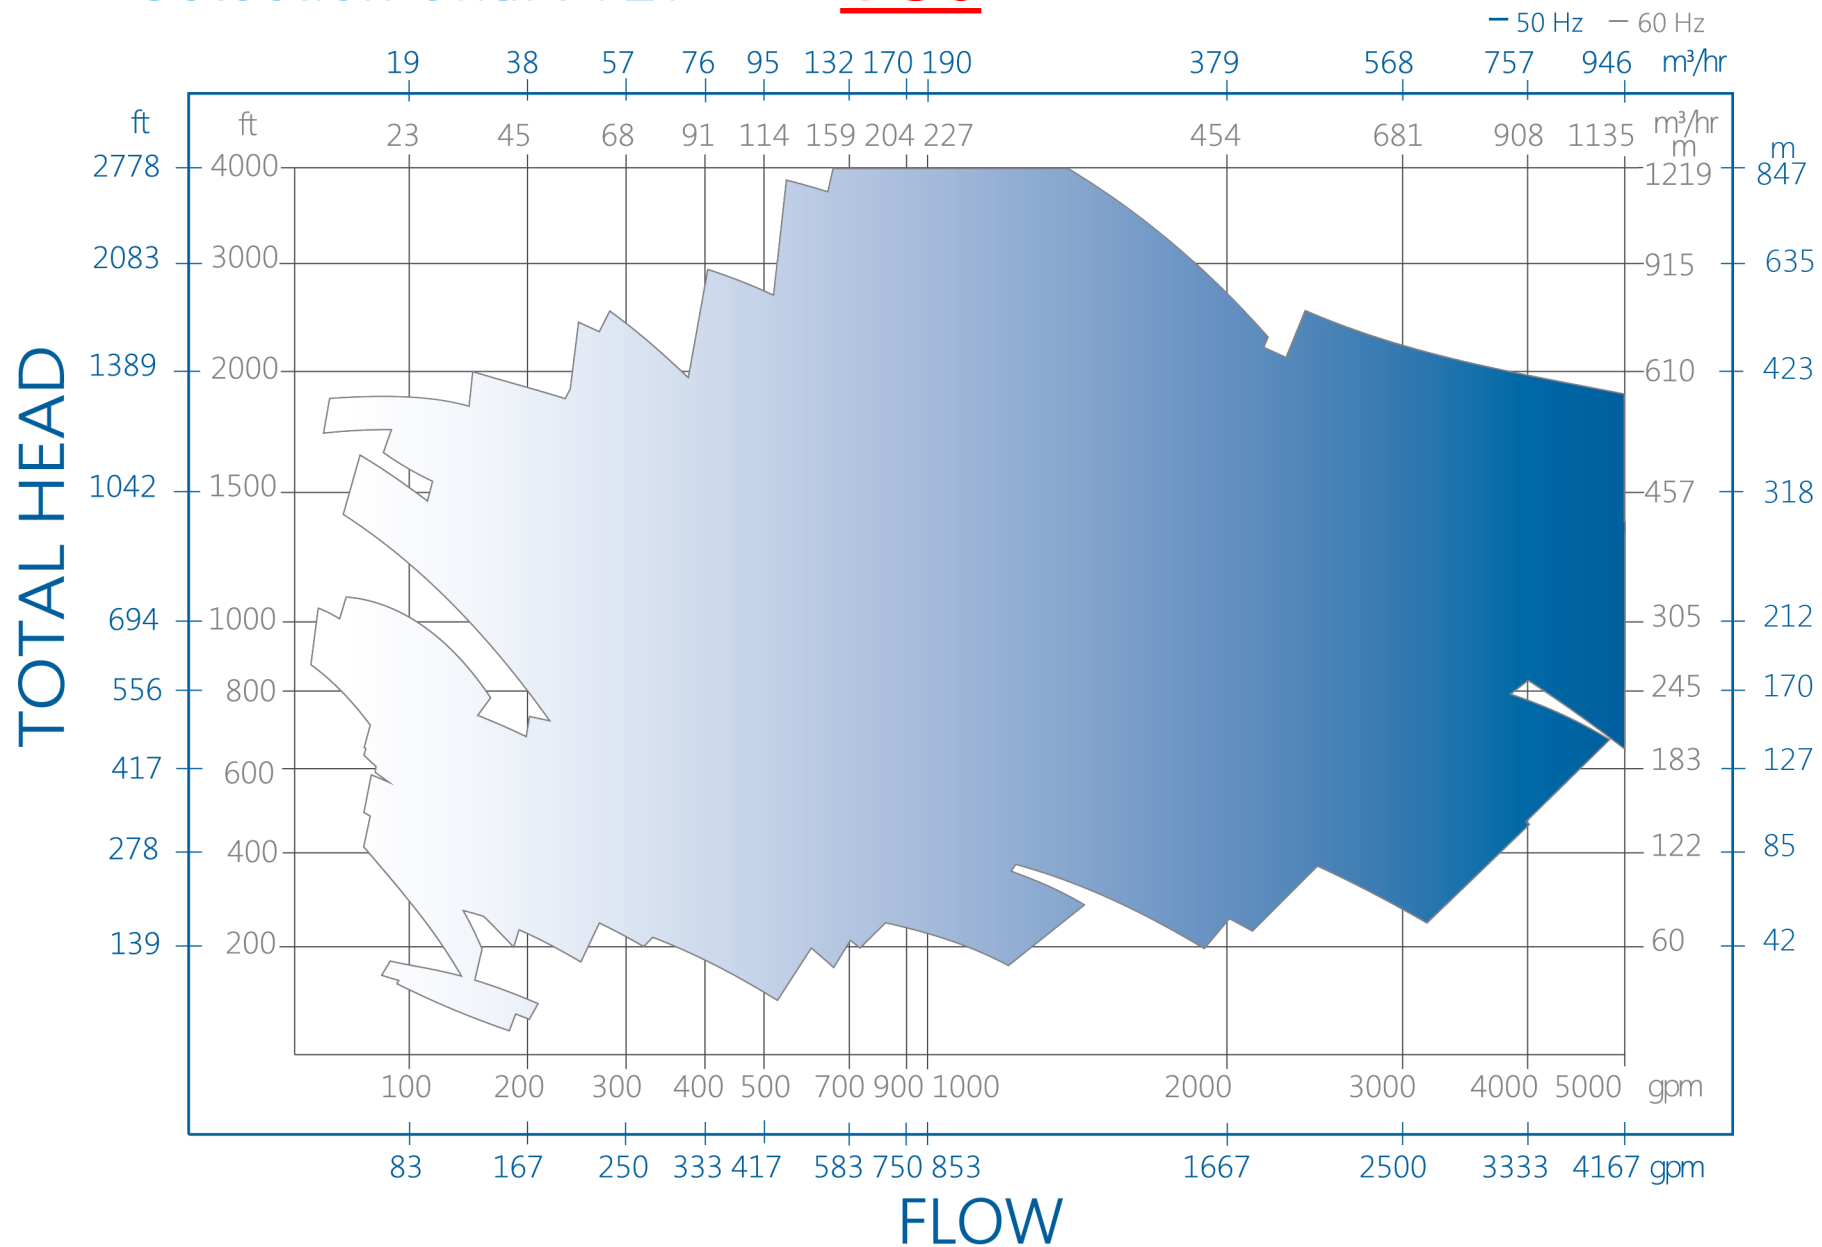 50 Hz 60 Hz
19 38 57 76 95 132 170 190 379 568 757 946 m³/hr
ft ft 23 45 68 91 114 159 204 227 454 681 908 1135 m³/hr
m m
2778 4000 1219 847
2083 3000 915 635
1389 2000 610 423
1042 1500 457 318
694 1000 305 212
556 800 245 170
417 600 183 127
278 400 122 85
139 200 60 42
TOTAL HEAD
100 200 300 400 500 700 900 1000 2000 3000 4000 5000 gpm
83 167 250 333 417 583 750 853 1667 2500 3333 4167 gpm
FLOW